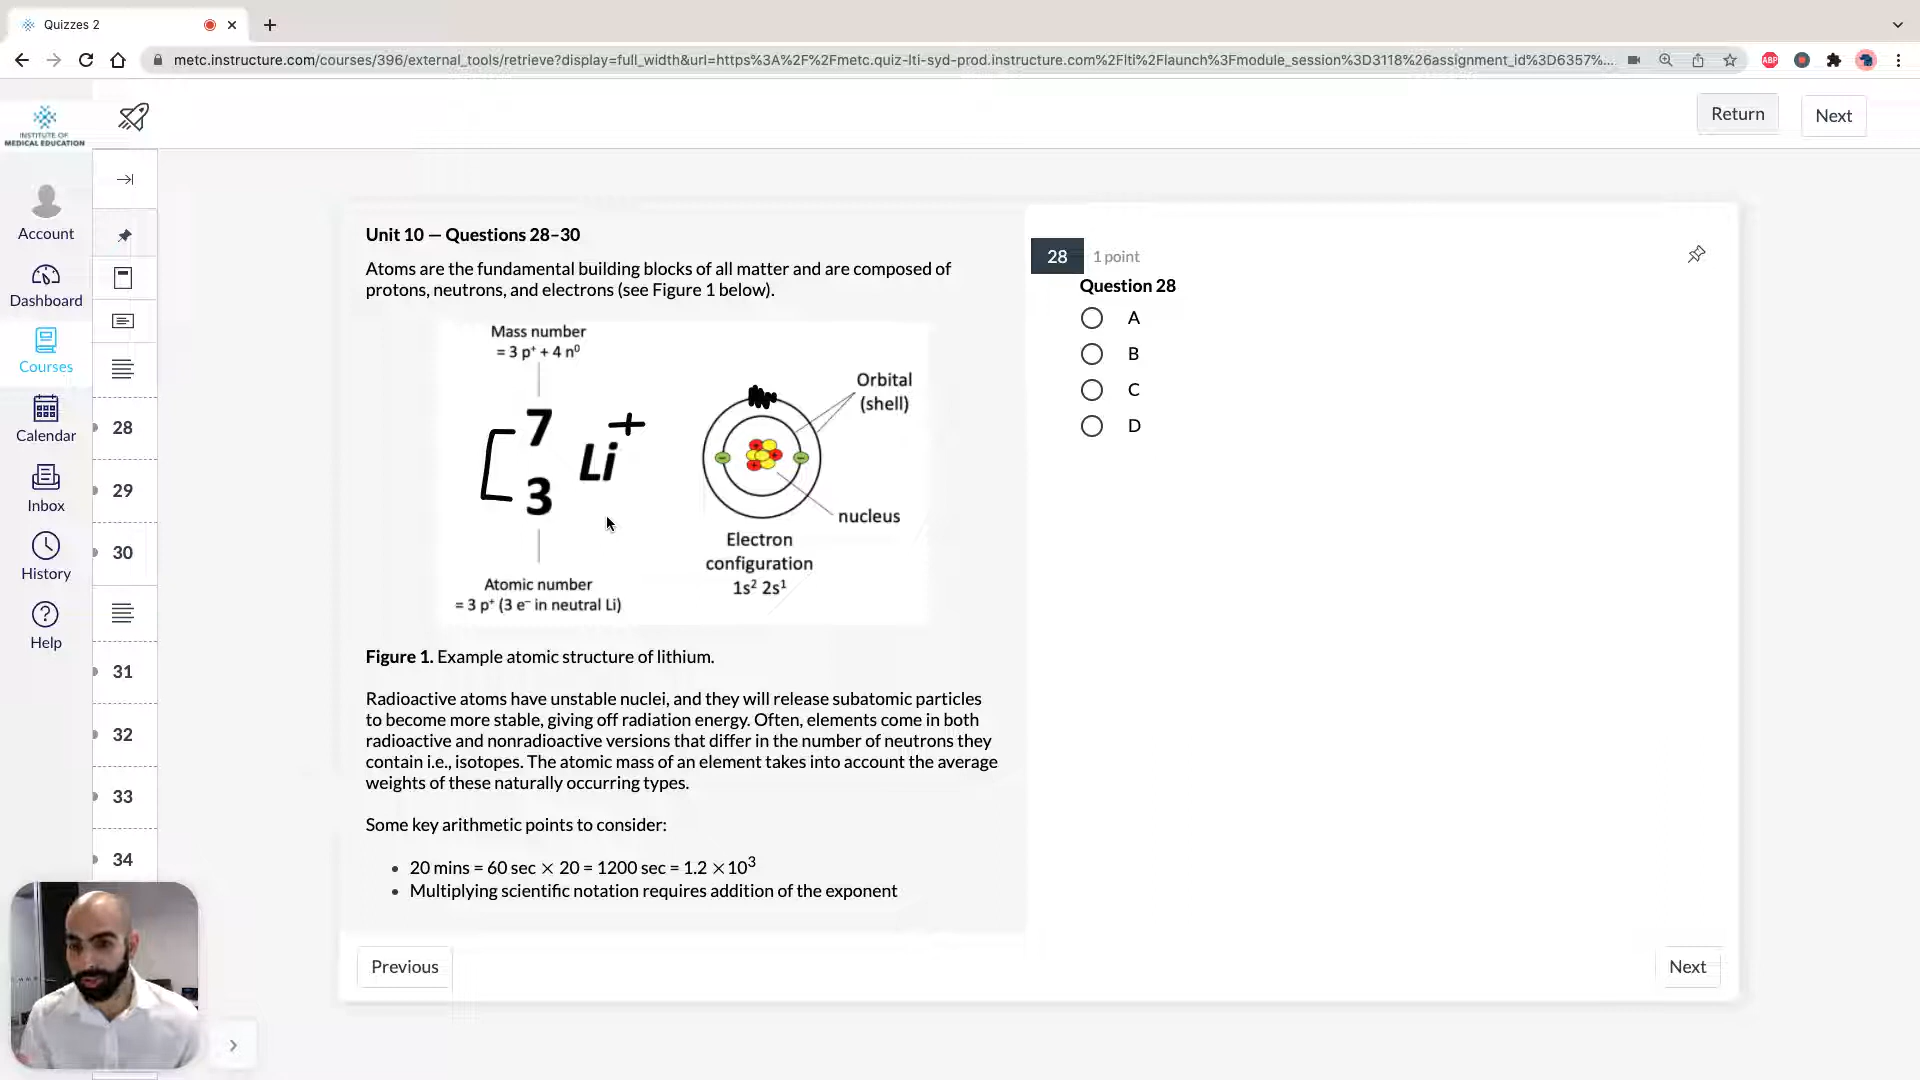 Quizzes 2
metc.instructure.com/courses/396/external_tools/retrieve?display=full_width&url=https%3A%2F%2Fmetc.quiz-lti-syd-prod.instructure.com%2Flti%2Flaunch%3Fmodule_session%3D3118%26assignment_id%3D6357%...
ABP
INSTITUTE OF
MEDICAL EDUCATION
Return
Next
Account
Dashboard
Courses
Calendar
Inbox
History
Help
28
29
30
31
32
33
34
Unit 10 — Questions 28–30
Atoms are the fundamental building blocks of all matter and are composed of
protons, neutrons, and electrons (see Figure 1 below).
Mass number
= 3 p⁺ + 4 n⁰
7
3
Li
+
Atomic number
= 3 p⁺ (3 e⁻ in neutral Li)
Orbital
(shell)
nucleus
Electron
configuration
1s² 2s¹
Figure 1. Example atomic structure of lithium.
Radioactive atoms have unstable nuclei, and they will release subatomic particles
to become more stable, giving off radiation energy. Often, elements come in both
radioactive and nonradioactive versions that differ in the number of neutrons they
contain i.e., isotopes. The atomic mass of an element takes into account the average
weights of these naturally occurring types.
Some key arithmetic points to consider:
• 20 mins = 60 sec × 20 = 1200 sec = 1.2 ×10³
• Multiplying scientific notation requires addition of the exponent
28
1 point
Question 28
A
B
C
D
Previous
Next